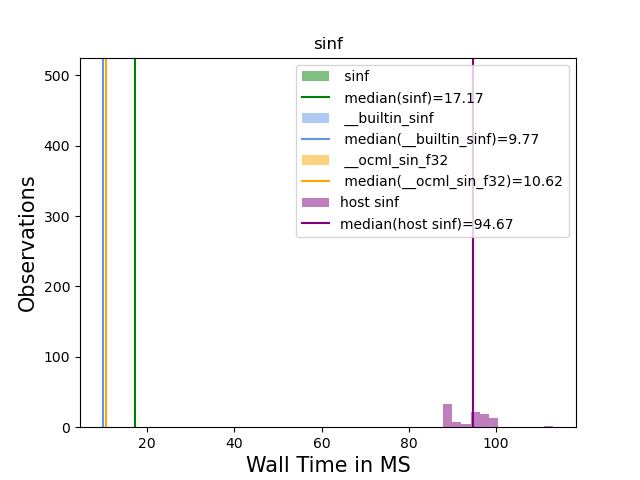 sinf
500
400
300
200
100
0
Observations
sinf
median(sinf)=17.17
__builtin_sinf
median(__builtin_sinf)=9.77
__ocml_sin_f32
median(__ocml_sin_f32)=10.62
host sinf
median(host sinf)=94.67
20 40 60 80 100
Wall Time in MS